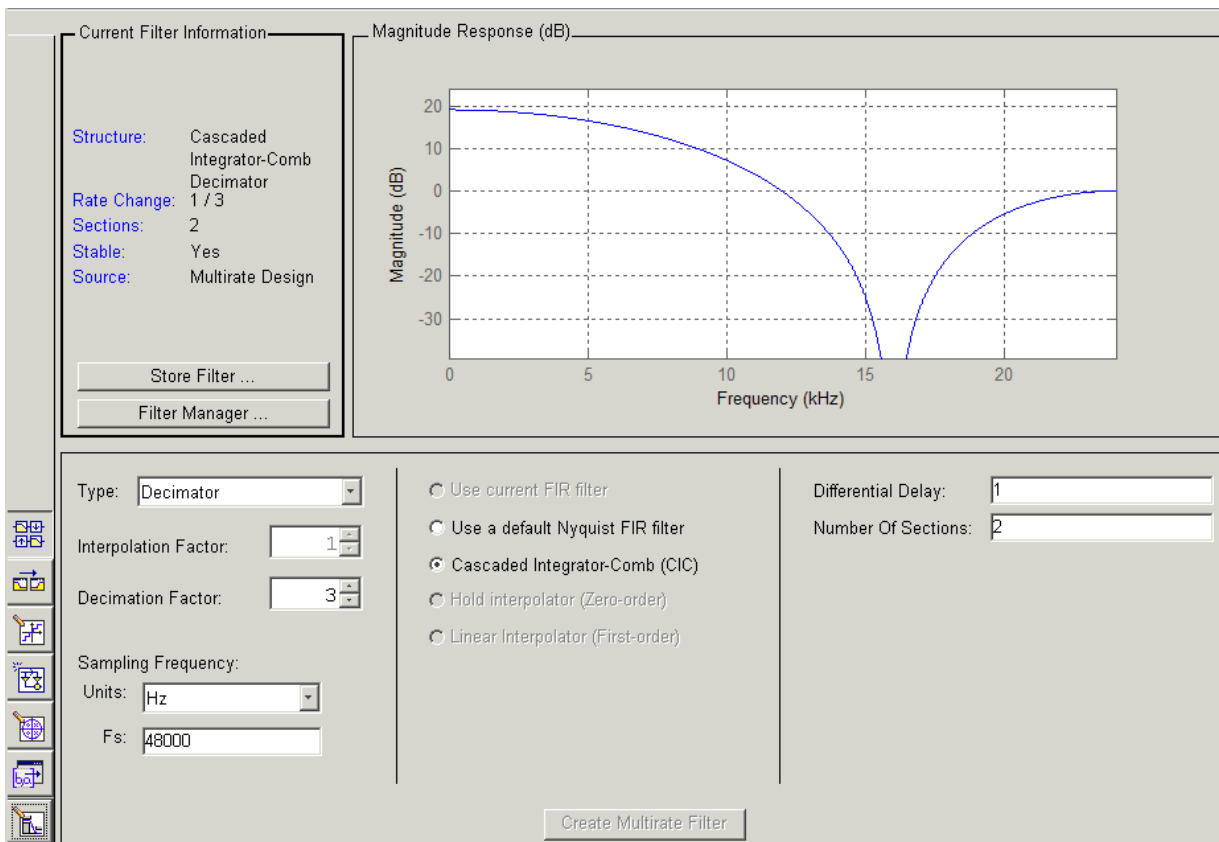 Current Filter Information
Structure: Cascaded
Integrator-Comb
Decimator
Rate Change: 1 / 3
Sections: 2
Stable: Yes
Source: Multirate Design
Store Filter ...
Filter Manager ...
Magnitude Response (dB)
Magnitude (dB)
20
10
0
-10
-20
-30
0 5 10 15 20
Frequency (kHz)
Type: Decimator
Interpolation Factor: 1
Decimation Factor: 3
Sampling Frequency:
Units: Hz
Fs: 48000
Use current FIR filter
Use a default Nyquist FIR filter
Cascaded Integrator-Comb (CIC)
Hold interpolator (Zero-order)
Linear Interpolator (First-order)
Differential Delay: 1
Number Of Sections: 2
Create Multirate Filter
[b,a]